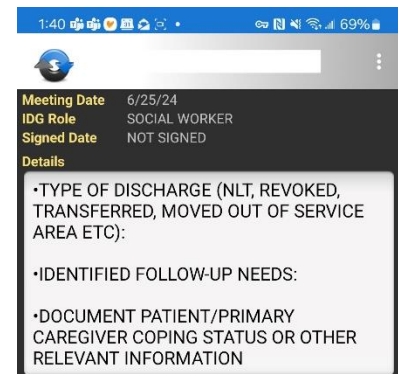 1:40
69%
Meeting Date 6/25/24
IDG Role SOCIAL WORKER
Signed Date NOT SIGNED
Details
•TYPE OF DISCHARGE (NLT, REVOKED,
TRANSFERRED, MOVED OUT OF SERVICE
AREA ETC):
•IDENTIFIED FOLLOW-UP NEEDS:
•DOCUMENT PATIENT/PRIMARY
CAREGIVER COPING STATUS OR OTHER
RELEVANT INFORMATION